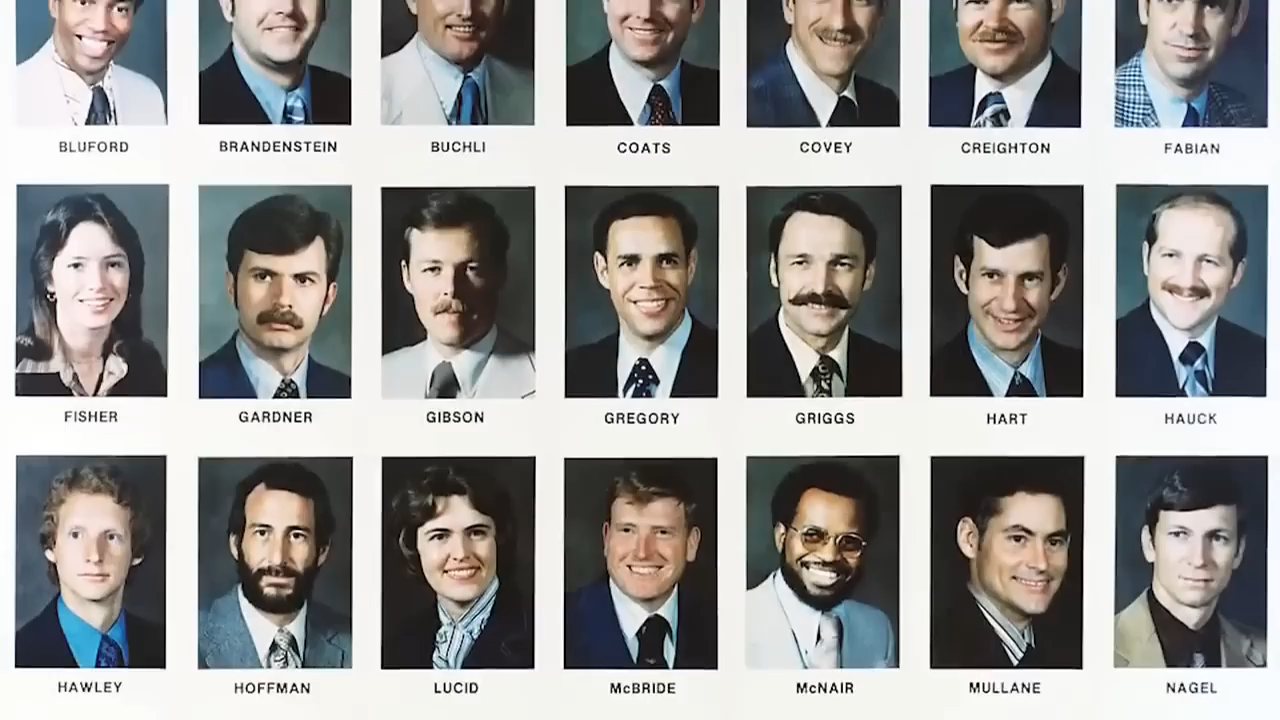 BLUFORD BRANDENSTEIN BUCHLI COATS COVEY CREIGHTON FABIAN
FISHER GARDNER GIBSON GREGORY GRIGGS HART HAUCK
HAWLEY HOFFMAN LUCID McBRIDE McNAIR MULLANE NAGEL